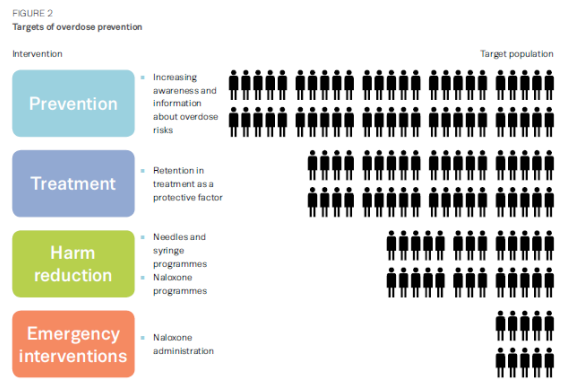 FIGURE 2
Targets of overdose prevention
Intervention
Target population
Prevention
Increasing
awareness and
information
about overdose
risks
Treatment
Retention in
treatment as a
protective factor
Harm
reduction
Needles and
syringe
programmes
Naloxone
programmes
Emergency
interventions
Naloxone
administration